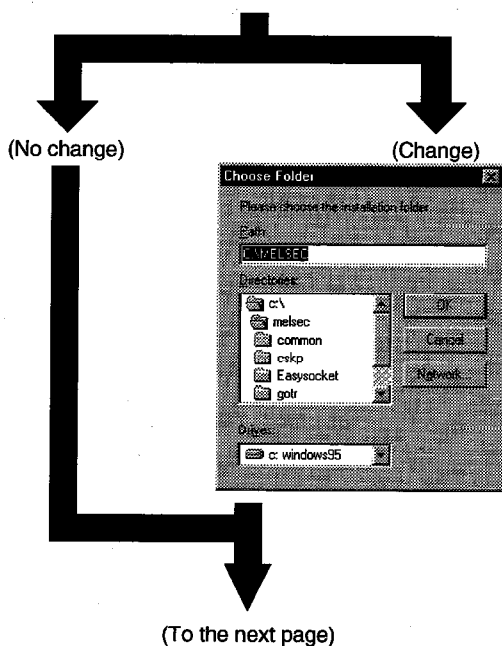 (No change)
(Change)
Choose Folder
Please choose the installation folder.
Path:
C:\MELSEC
Directories:
c:\
melsec
common
cskp
Easysocket
gotr
OK
Cancel
Network...
Drives:
c: windows95
(To the next page)